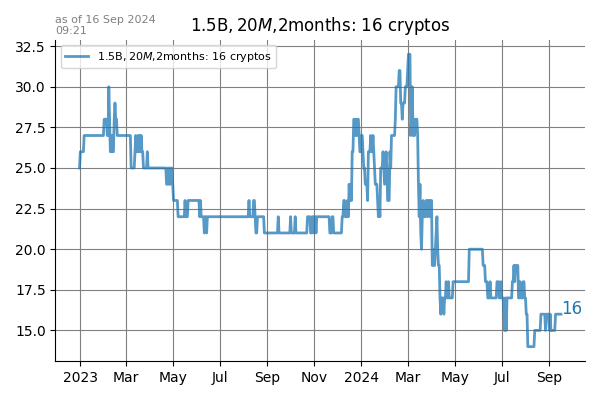 as of 16 Sep 2024
09:21
1.5B, 20M,2months: 16 cryptos
1.5B, 20M,2months: 16 cryptos
32.5
30.0
27.5
25.0
22.5
20.0
17.5
15.0
16
2023 Mar May Jul Sep Nov 2024 Mar May Jul Sep